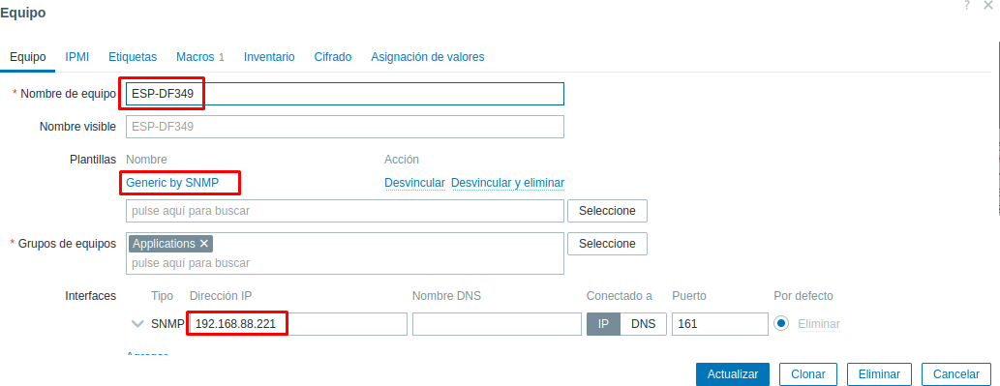 Equipo
? ✕
Equipo IPMI Etiquetas Macros 1 Inventario Cifrado Asignación de valores
* Nombre de equipo ESP-DF349
Nombre visible ESP-DF349
Plantillas Nombre Acción
Generic by SNMP Desvincular Desvincular y eliminar
pulse aquí para buscar Seleccione
* Grupos de equipos Applications ✕ Seleccione
pulse aquí para buscar
Interfaces Tipo Dirección IP Nombre DNS Conectado a Puerto Por defecto
SNMP 192.168.88.221 IP DNS 161 Eliminar
Actualizar Clonar Eliminar Cancelar